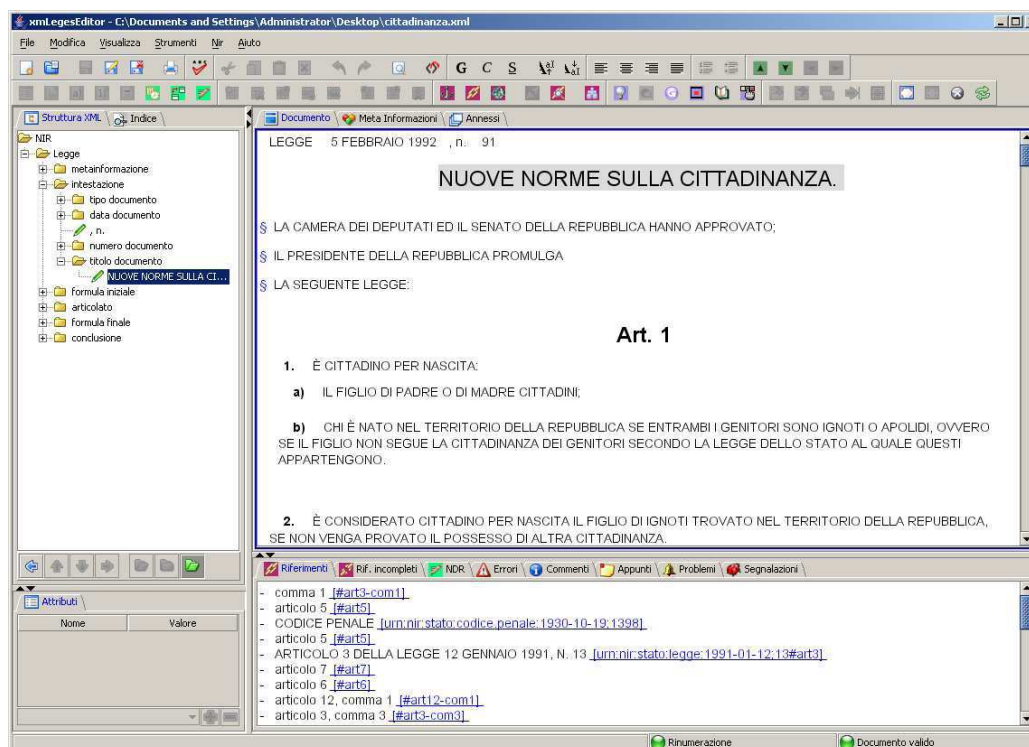 xmLegesEditor - C:\Documents and Settings\Administrator\Desktop\cittadinanza.xml
File Modifica Visualizza Strumenti Nir Aiuto
G C S
Struttura XML Indice
NIR
Legge
metainformazione
intestazione
tipo documento
data documento
, n.
numero documento
titolo documento
NUOVE NORME SULLA CI...
formula iniziale
articolato
formula finale
conclusione
Attributi
Nome Valore
Documento Meta Informazioni Annessi
LEGGE 5 FEBBRAIO 1992 , n. 91
NUOVE NORME SULLA CITTADINANZA.
§ LA CAMERA DEI DEPUTATI ED IL SENATO DELLA REPUBBLICA HANNO APPROVATO;
§ IL PRESIDENTE DELLA REPUBBLICA PROMULGA
§ LA SEGUENTE LEGGE:
Art. 1
1. È CITTADINO PER NASCITA:
a) IL FIGLIO DI PADRE O DI MADRE CITTADINI;
b) CHI È NATO NEL TERRITORIO DELLA REPUBBLICA SE ENTRAMBI I GENITORI SONO IGNOTI O APOLIDI, OVVERO
SE IL FIGLIO NON SEGUE LA CITTADINANZA DEI GENITORI SECONDO LA LEGGE DELLO STATO AL QUALE QUESTI
APPARTENGONO.
2. È CONSIDERATO CITTADINO PER NASCITA IL FIGLIO DI IGNOTI TROVATO NEL TERRITORIO DELLA REPUBBLICA,
SE NON VENGA PROVATO IL POSSESSO DI ALTRA CITTADINANZA.
Riferimenti Rif. incompleti NDR Errori Commenti Appunti Problemi Segnalazioni
- comma 1 [#art3-com1]
- articolo 5 [#art5]
- CODICE PENALE [urn:nir:stato:codice.penale:1930-10-19;1398]
- articolo 5 [#art5]
- ARTICOLO 3 DELLA LEGGE 12 GENNAIO 1991, N. 13 [urn:nir:stato:legge:1991-01-12;13#art3]
- articolo 7 [#art7]
- articolo 6 [#art6]
- articolo 12, comma 1 [#art12-com1]
- articolo 3, comma 3 [#art3-com3]
Rinumerazione Documento valido